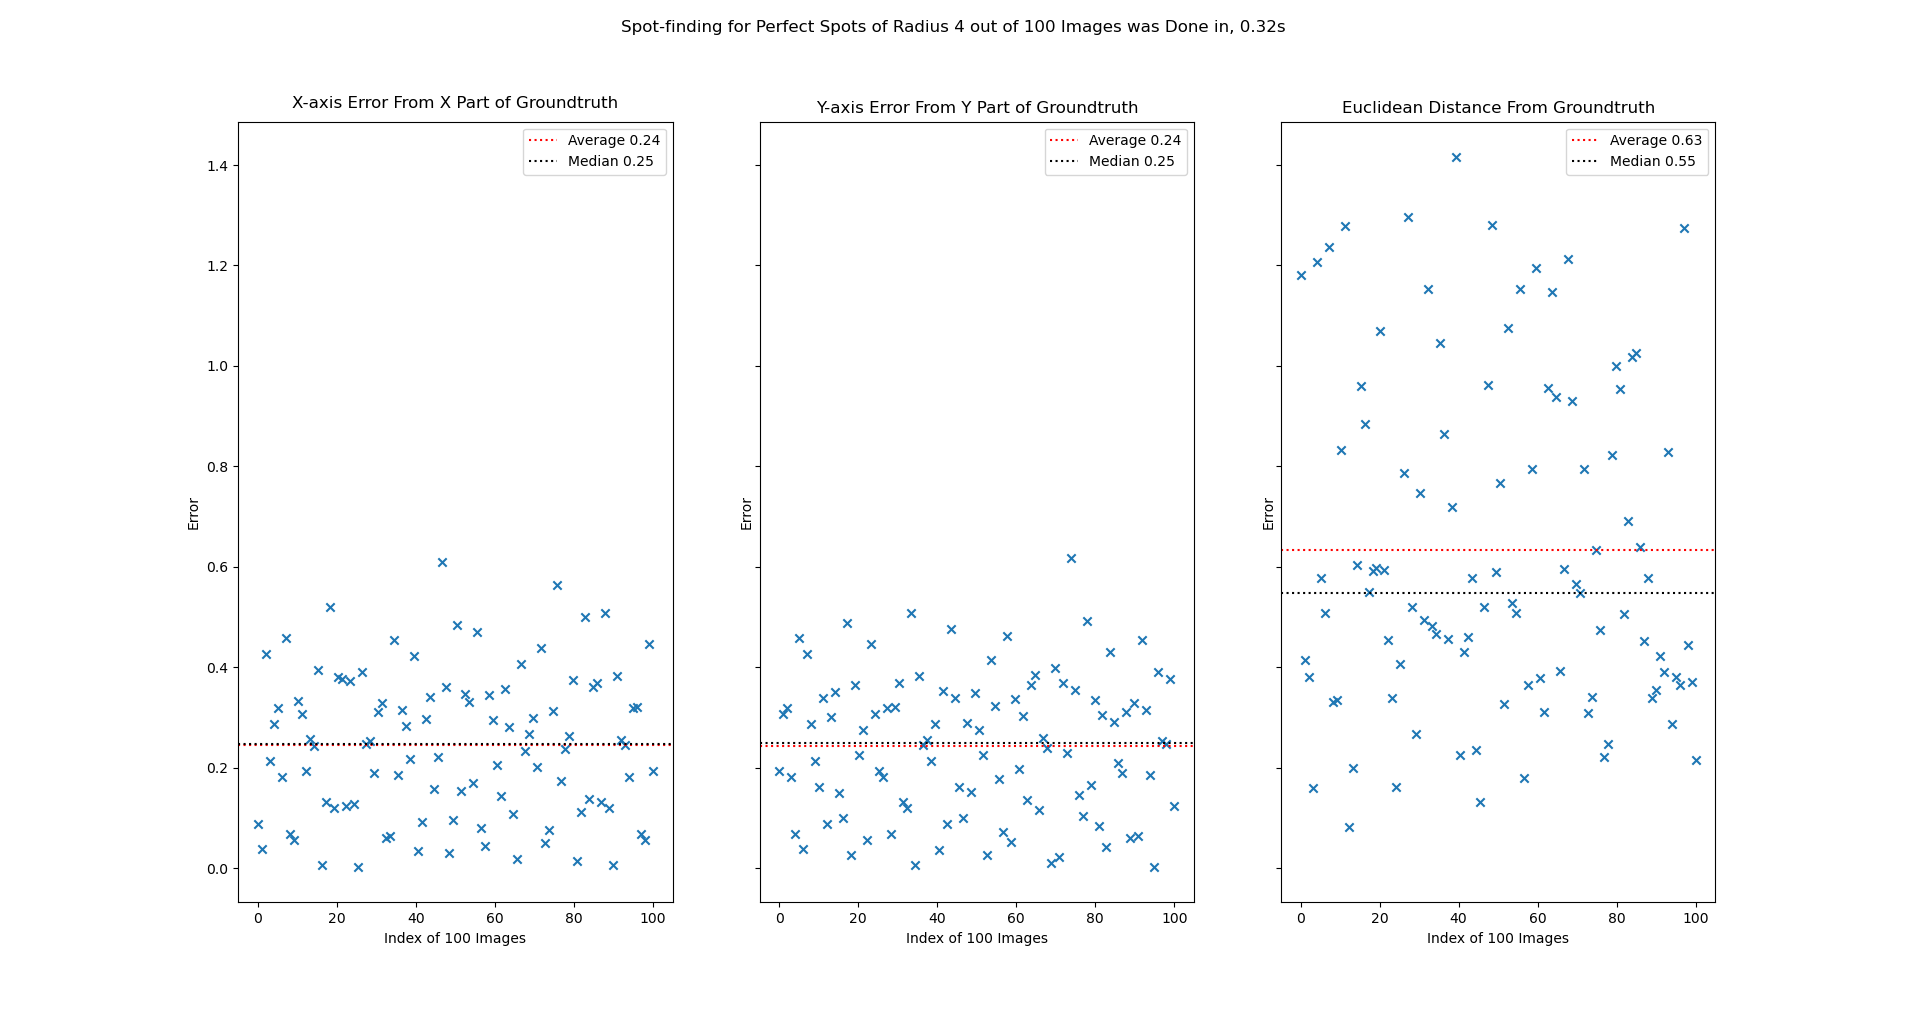 Spot-finding for Perfect Spots of Radius 4 out of 100 Images was Done in, 0.32s
X-axis Error From X Part of Groundtruth
Average 0.24
Median 0.25
1.4
1.2
1.0
0.8
0.6
0.4
0.2
0.0
Error
0 20 40 60 80 100
Index of 100 Images
Y-axis Error From Y Part of Groundtruth
Average 0.24
Median 0.25
Error
0 20 40 60 80 100
Index of 100 Images
Euclidean Distance From Groundtruth
Average 0.63
Median 0.55
Error
0 20 40 60 80 100
Index of 100 Images